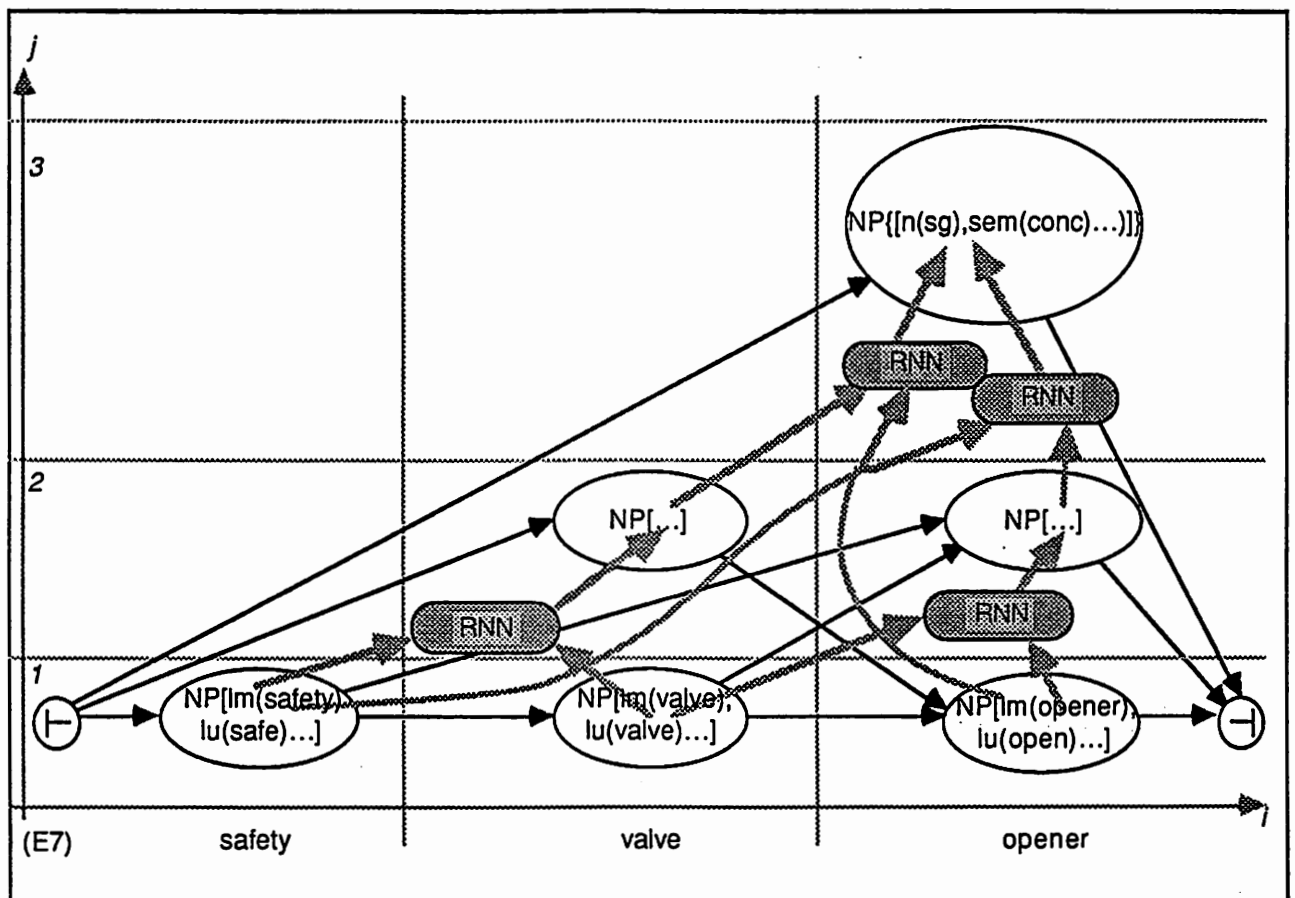 j
3
NP{[n(sg),sem(conc)...)]}
RNN
RNN
2
NP[...]
NP[...]
RNN
RNN
1
NP[lm(safety)
lu(safe)...]
NP[lm(valve),
lu(valve)...]
NP[lm(opener),
lu(open)...]
⊢
⊣
i
(E7)
safety
valve
opener